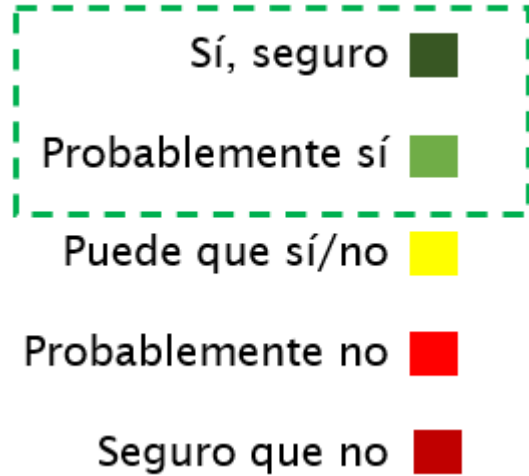 Sí, seguro
Probablemente sí
Puede que sí/no
Probablemente no
Seguro que no